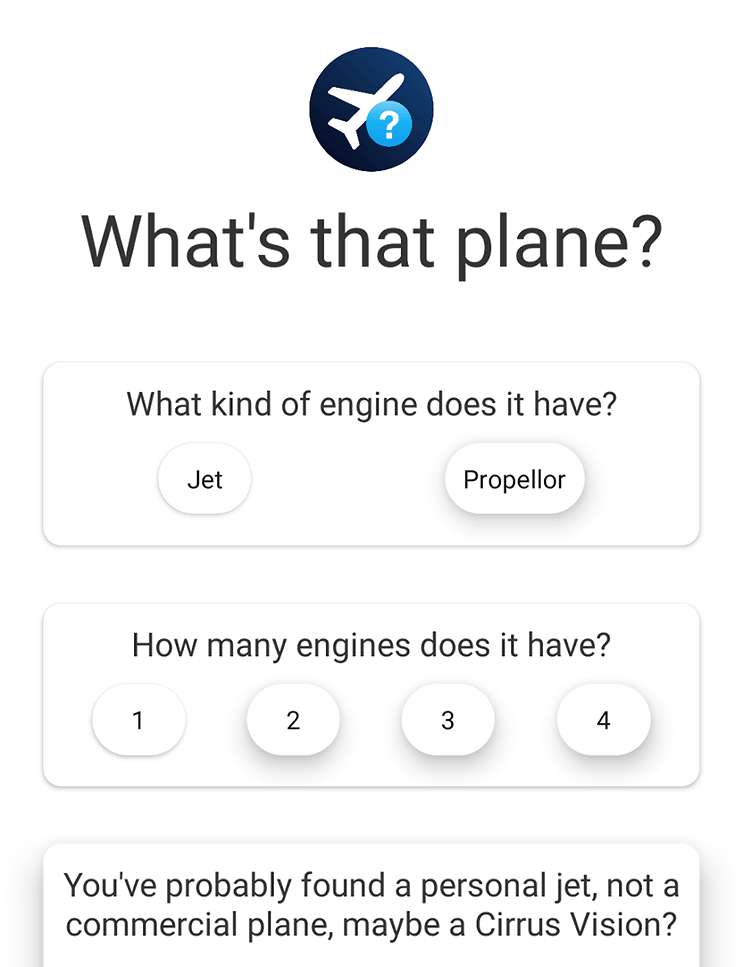 ?
What's that plane?
What kind of engine does it have?
Jet Propellor
How many engines does it have?
1 2 3 4
You've probably found a personal jet, not a
commercial plane, maybe a Cirrus Vision?